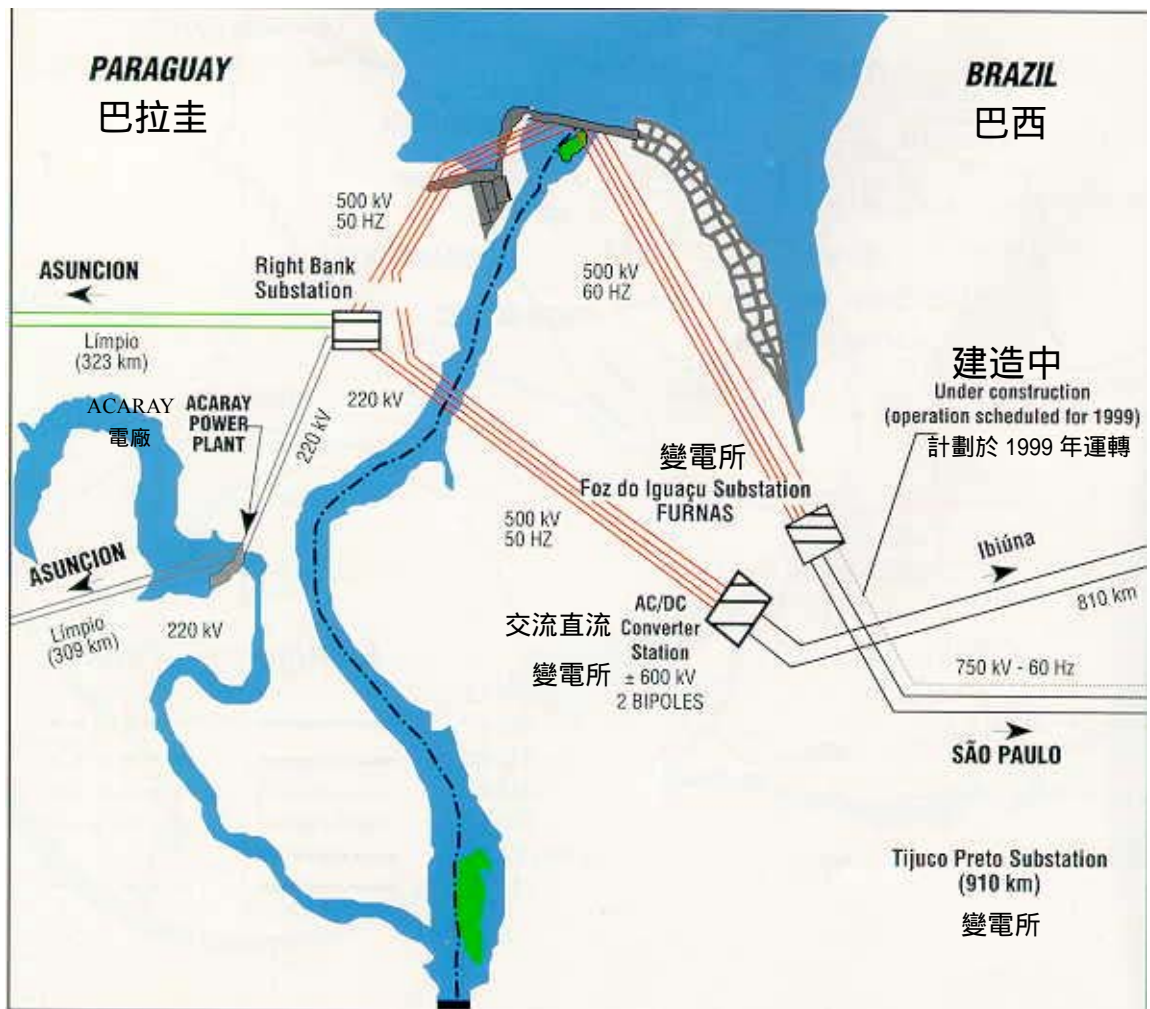 PARAGUAY
巴拉圭
BRAZIL
巴西
500 kV
50 HZ
ASUNCION
Right Bank
Substation
500 kV
60 HZ
Límpio
(323 km)
ACARAY
電廠
ACARAY
POWER
PLANT
220 kV
220 kV
建造中
Under construction
(operation scheduled for 1999)
計劃於 1999 年運轉
變電所
Foz do Iguaçu Substation
FURNAS
500 kV
50 HZ
ASUNCION
Límpio
(309 km)
220 kV
Ibiúna
810 km
交流直流
變電所
AC/DC
Converter
Station
± 600 kV
2 BIPOLES
750 kV - 60 Hz
SÃO PAULO
Tijuco Preto Substation
(910 km)
變電所